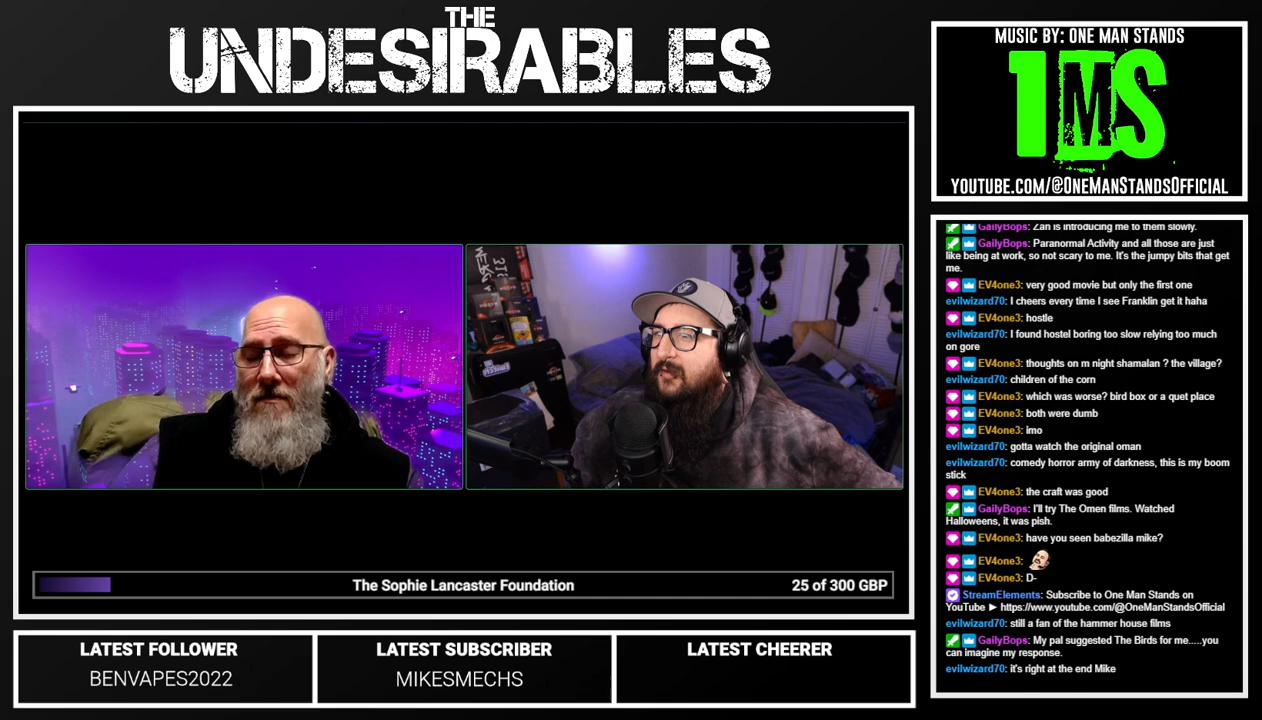 THE
UNDESIRABLES
MUSIC BY: ONE MAN STANDS
1MS
YOUTUBE.COM/@ONEMANSTANDSOFFICIAL
GailyBops: Zan is introducing me to them slowly.
GailyBops: Paranormal Activity and all those are just
like being at work, so not scary to me. It's the jumpy bits that get
me.
EV4one3: very good movie but only the first one
evilwizard70: I cheers every time I see Franklin get it haha
EV4one3: hostle
evilwizard70: I found hostel boring too slow relying too much
on gore
EV4one3: thoughts on m night shamalan ? the village?
evilwizard70: children of the corn
EV4one3: which was worse? bird box or a quet place
EV4one3: both were dumb
EV4one3: imo
evilwizard70: gotta watch the original oman
evilwizard70: comedy horror army of darkness, this is my boom
stick
EV4one3: the craft was good
GailyBops: I'll try The Omen films. Watched
Halloweens, it was pish.
EV4one3: have you seen babezilla mike?
EV4one3:
EV4one3: D-
StreamElements: Subscribe to One Man Stands on
YouTube ► https://www.youtube.com/@OneManStandsOfficial
evilwizard70: still a fan of the hammer house films
GailyBops: My pal suggested The Birds for me.....you
can imagine my response.
evilwizard70: it's right at the end Mike
The Sophie Lancaster Foundation
25 of 300 GBP
LATEST FOLLOWER
BENVAPES2022
LATEST SUBSCRIBER
MIKESMECHS
LATEST CHEERER